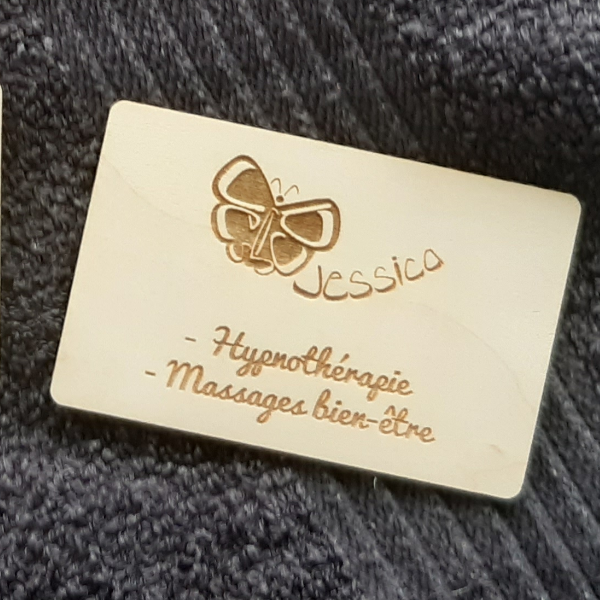 Jessica
- Hypnothérapie
- Massages bien-être